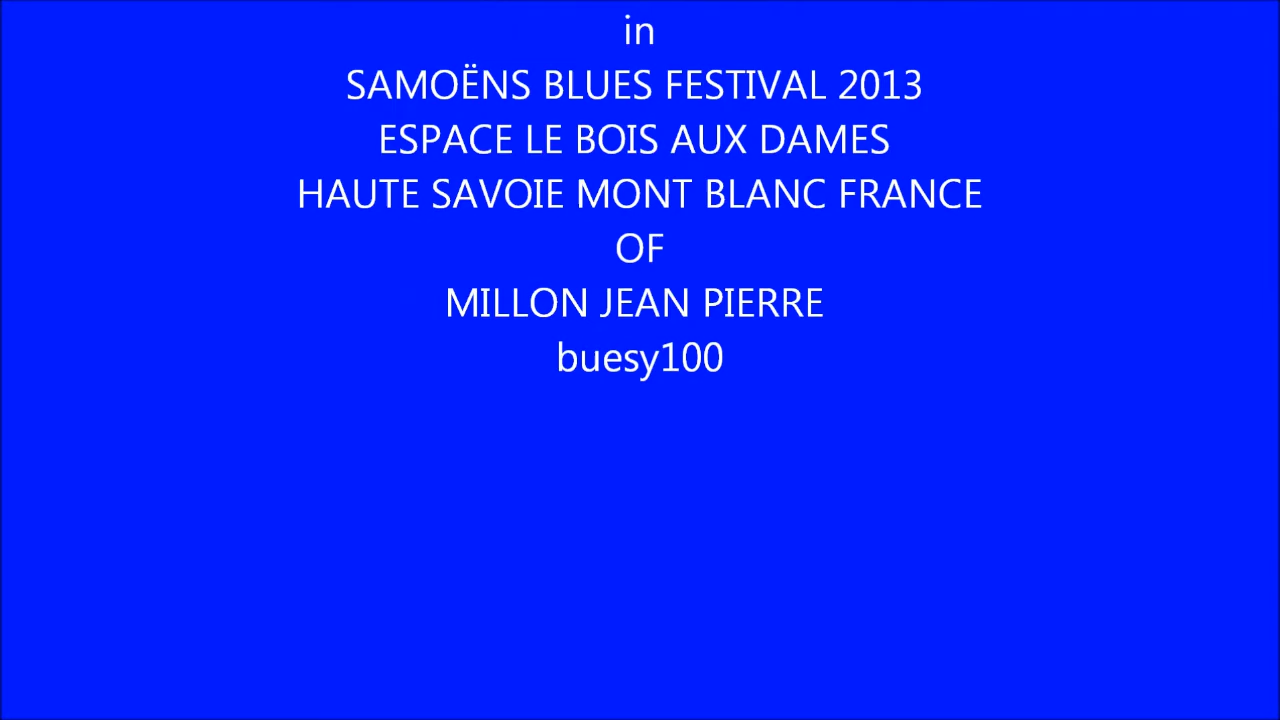 in
SAMOËNS BLUES FESTIVAL 2013
ESPACE LE BOIS AUX DAMES
HAUTE SAVOIE MONT BLANC FRANCE
OF
MILLON JEAN PIERRE
buesy100